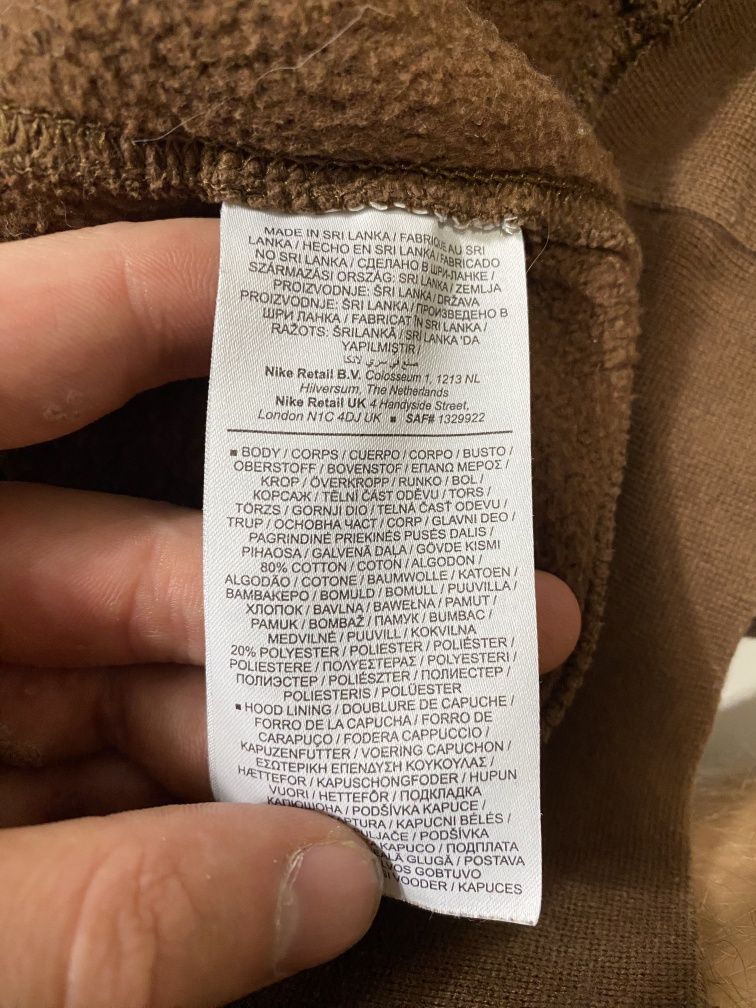 MADE IN SRI LANKA / FABRIQUÉ AU SRI
LANKA / HECHO EN SRI LANKA / FABRICADO
NO SRI LANKA / СДЕЛАНО В ШРИ-ЛАНКЕ /
SZÁRMAZÁSI ORSZÁG: SRI LANKA / ZEMLJA
PROIZVODNJE: ŠRI LANKA / DRŽAVA
PROIZVODNJE: ŠRI LANKA / ПРОИЗВЕДЕНО В
ШРИ ЛАНКА / FABRICAT ÎN SRI LANKA /
RAŽOTS: ŠRILANKĀ / SRİ LANKA 'DA
YAPILMIŞTIR /
صنع في سري لانكا
Nike Retail B.V. Colosseum 1, 1213 NL
Hilversum, The Netherlands
Nike Retail UK 4 Handyside Street,
London N1C 4DJ UK ■ SAF# 1329922
■ BODY / CORPS / CUERPO / CORPO / BUSTO /
OBERSTOFF / BOVENSTOF / ΕΠΑΝΩ ΜΕΡΟΣ /
KROP / ÖVERKROPP / RUNKO / BOL /
КОРСАЖ / TĚLNÍ ČÁST ODĚVU / TORS /
TÖRZS / GORNJI DIO / TELNÁ ČASŤ ODEVU /
TRUP / ОСНОВНА ЧАСТ / CORP / GLAVNI DEO /
PAGRINDINĖ PRIEKINĖS PUSĖS DALIS /
PIHAOSA / GALVENĀ DAĻA / GÖVDE KISMI
80% COTTON / COTON / ALGODÓN /
ALGODÃO / COTONE / BAUMWOLLE / KATOEN /
ΒΑΜΒΑΚΕΡΟ / BOMULD / BOMULL / PUUVILLA /
ХЛОПОК / BAVLNA / BAWEŁNA / PAMUT /
PAMUK / BOMBAŽ / ПАМУК / BUMBAC /
MEDVILNĖ / PUUVILL / KOKVILNA
20% POLYESTER / POLIESTER / POLIÉSTER /
POLIESTERE / ΠΟΛΥΕΣΤΕΡΑΣ / POLYESTERI /
ПОЛИЭСТЕР / POLIÉSZTER / ПОЛИЕСТЕР /
POLIESTERIS / POLÜESTER
■ HOOD LINING / DOUBLURE DE CAPUCHE /
FORRO DE LA CAPUCHA / FORRO DE
CARAPUÇO / FODERA CAPPUCCIO /
KAPUZENFUTTER / VOERING CAPUCHON /
ΕΣΩΤΕΡΙΚΗ ΕΠΕΝΔΥΣΗ ΚΟΥΚΟΥΛΑΣ /
HÆTTEFOR / KAPUSCHONGFODER / HUPUN
VUORI / HETTEFÔR / ПОДКЛАДКА
КАПЮШОНА / PODŠÍVKA KAPUCE /
KAPUCNI BÉLÉS /
PODŠÍVKA
KAPUCO / ПОДПЛАТА
GLUGĂ / POSTAVA
GOBTUVO
VOODER / KAPUCES